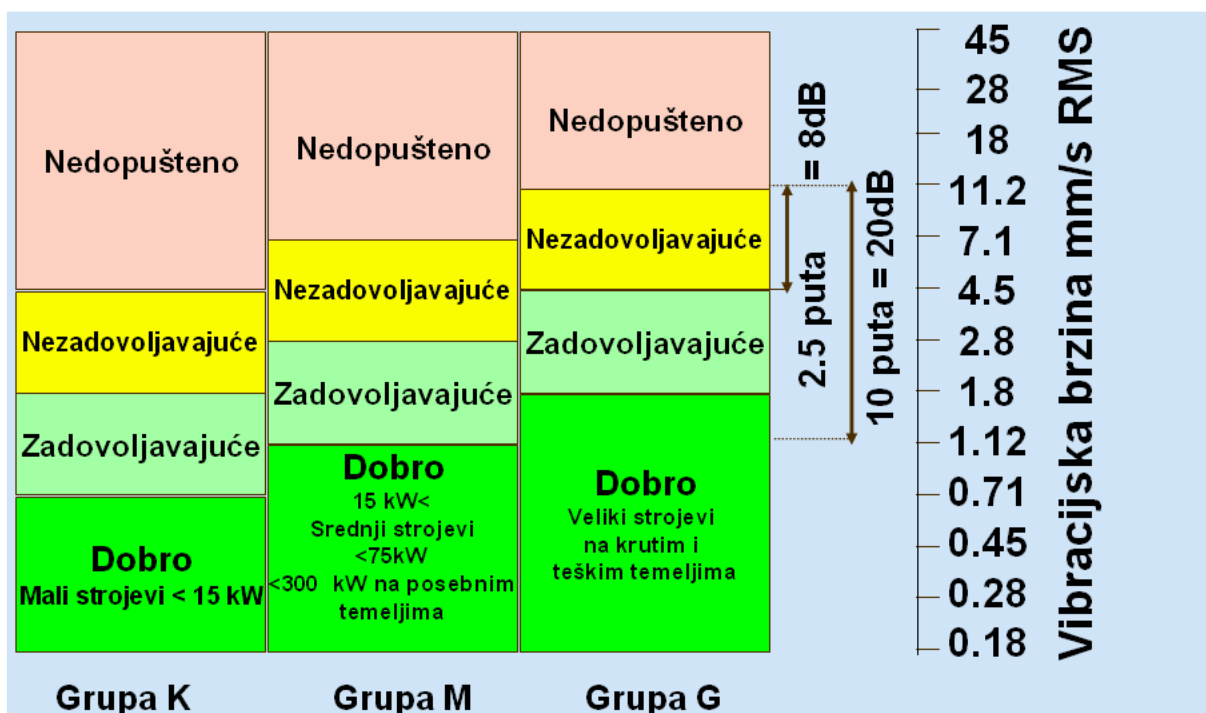 Nedopušteno
Nezadovoljavajuće
Zadovoljavajuće
Dobro
Mali strojevi < 15 kW
Grupa K
Nedopušteno
Nezadovoljavajuće
Zadovoljavajuće
Dobro
15 kW<
Srednji strojevi
<75kW
<300 kW na posebnim
temeljima
Grupa M
Nedopušteno
Nezadovoljavajuće
Zadovoljavajuće
Dobro
Veliki strojevi
na krutim i
teškim temeljima
Grupa G
2.5 puta = 8dB
10 puta = 20dB
45
28
18
11.2
7.1
4.5
2.8
1.8
1.12
0.71
0.45
0.28
0.18
Vibracijska brzina mm/s RMS